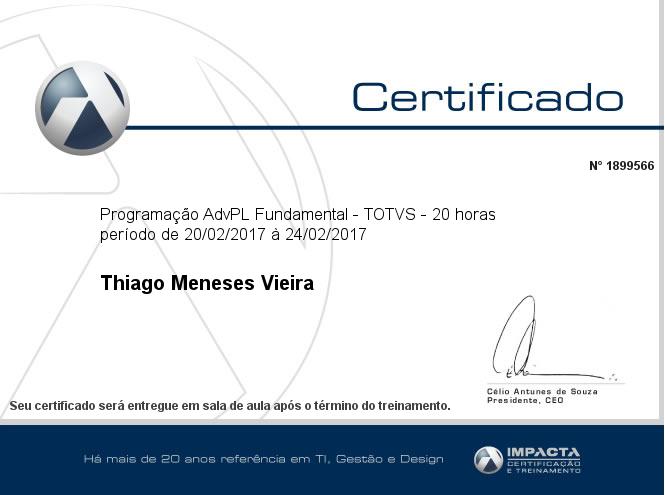 Certificado
Nº 1899566
Programação AdvPL Fundamental - TOTVS - 20 horas
período de 20/02/2017 à 24/02/2017
Thiago Meneses Vieira
Célio Antunes de Souza
Presidente, CEO
Seu certificado será entregue em sala de aula após o término do treinamento.
Há mais de 20 anos referência em TI, Gestão e Design
IMPACTA
CERTIFICAÇÃO
E TREINAMENTO